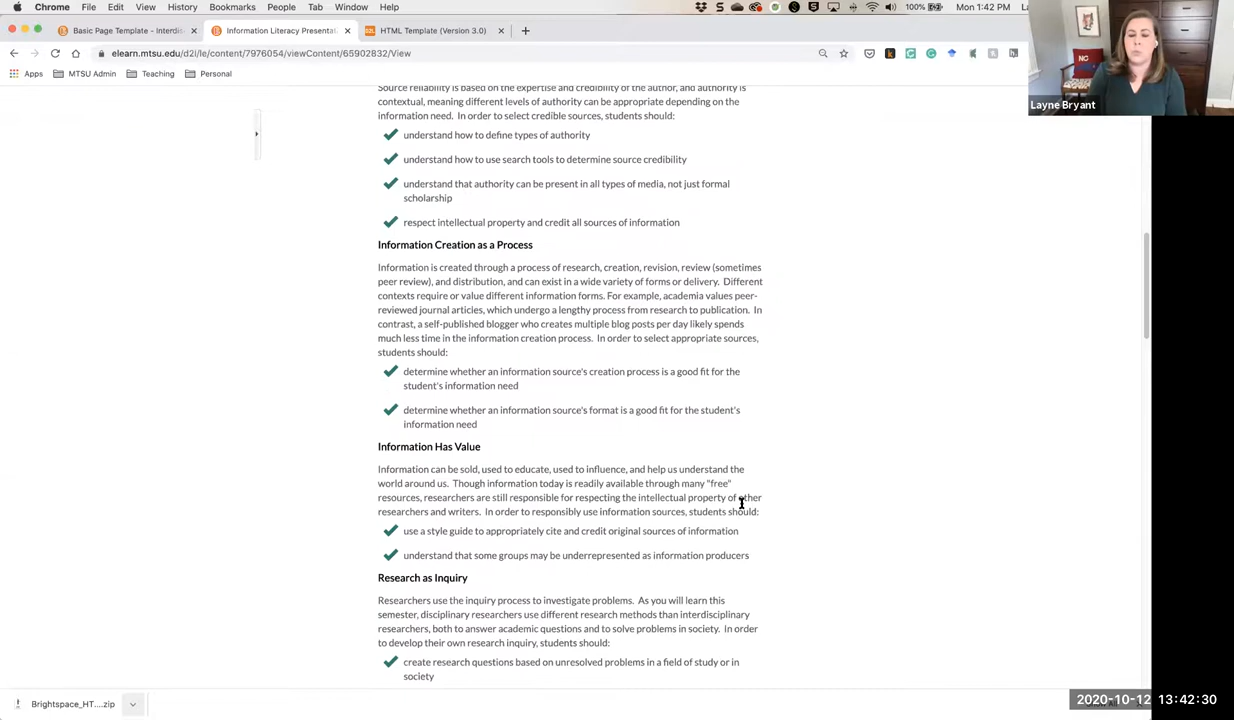 Chrome File Edit View History Bookmarks People Tab Window Help
100% Mon 1:42 PM
Basic Page Template - Interdis
Information Literacy Presentat
HTML Template (Version 3.0)
elearn.mtsu.edu/d2l/le/content/7976054/viewContent/65902832/View
Apps MTSU Admin Teaching Personal
NC
Layne Bryant
Source reliability is based on the expertise and credibility of the author, and authority is
contextual, meaning different levels of authority can be appropriate depending on the
information need. In order to select credible sources, students should:
understand how to define types of authority
understand how to use search tools to determine source credibility
understand that authority can be present in all types of media, not just formal
scholarship
respect intellectual property and credit all sources of information
Information Creation as a Process
Information is created through a process of research, creation, revision, review (sometimes
peer review), and distribution, and can exist in a wide variety of forms or delivery. Different
contexts require or value different information forms. For example, academia values peer-
reviewed journal articles, which undergo a lengthy process from research to publication. In
contrast, a self-published blogger who creates multiple blog posts per day likely spends
much less time in the information creation process. In order to select appropriate sources,
students should:
determine whether an information source's creation process is a good fit for the
student's information need
determine whether an information source's format is a good fit for the student's
information need
Information Has Value
Information can be sold, used to educate, used to influence, and help us understand the
world around us. Though information today is readily available through many "free"
resources, researchers are still responsible for respecting the intellectual property of other
researchers and writers. In order to responsibly use information sources, students should:
use a style guide to appropriately cite and credit original sources of information
understand that some groups may be underrepresented as information producers
Research as Inquiry
Researchers use the inquiry process to investigate problems. As you will learn this
semester, disciplinary researchers use different research methods than interdisciplinary
researchers, both to answer academic questions and to solve problems in society. In order
to develop their own research inquiry, students should:
create research questions based on unresolved problems in a field of study or in
society
Brightspace_HT....zip
2020-10-12 13:42:30